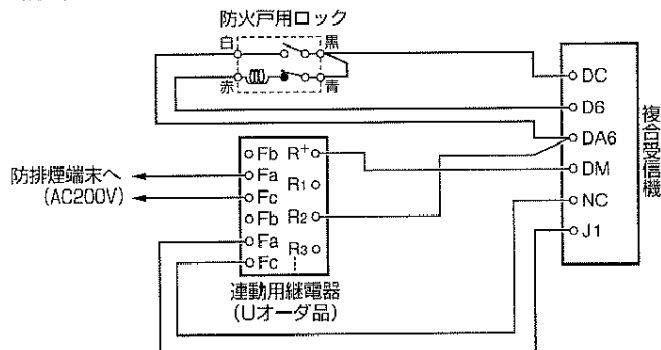 防火戸用ロック
白
黒
赤
青
DC
D6
DA6
DM
NC
J1
複合受信機
Fb R+
Fa
R1
Fc
Fb R2
Fa
R3
Fc
防排煙端末へ
(AC200V)
連動用継電器
(Uオーダ品)